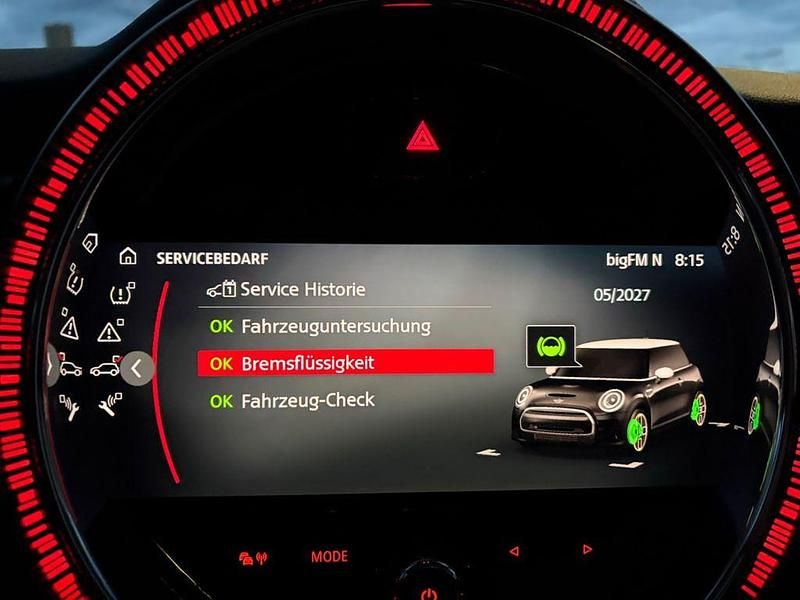 SERVICEBEDARF
bigFM N 8:15
Service Historie
05/2027
OK Fahrzeuguntersuchung
OK Bremsflüssigkeit
OK Fahrzeug-Check
MODE